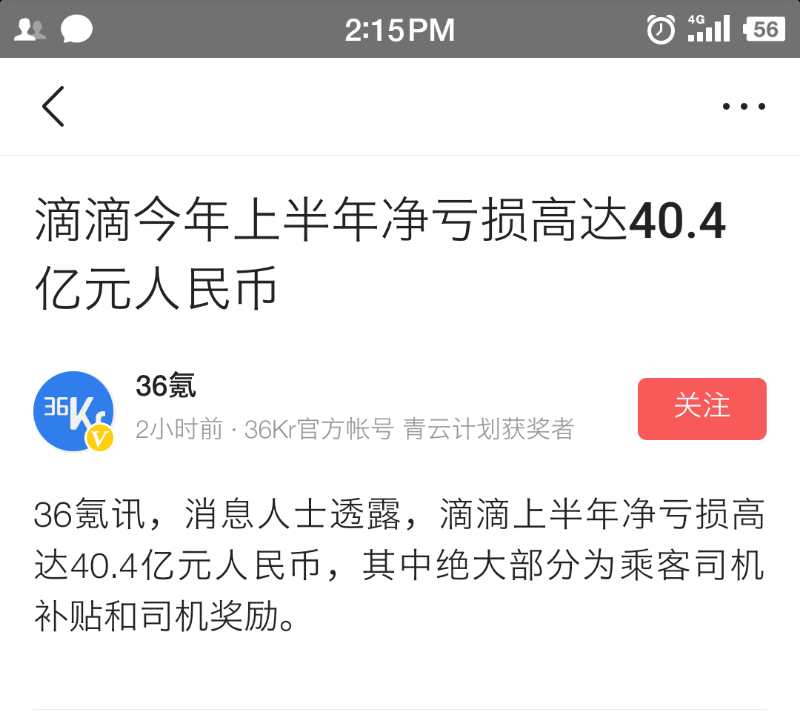 2:15PM
4G
56
滴滴今年上半年净亏损高达40.4
亿元人民币
36Kr
V
36氪
2小时前 · 36Kr官方帐号 青云计划获奖者
关注
36氪讯，消息人士透露，滴滴上半年净亏损高
达40.4亿元人民币，其中绝大部分为乘客司机
补贴和司机奖励。